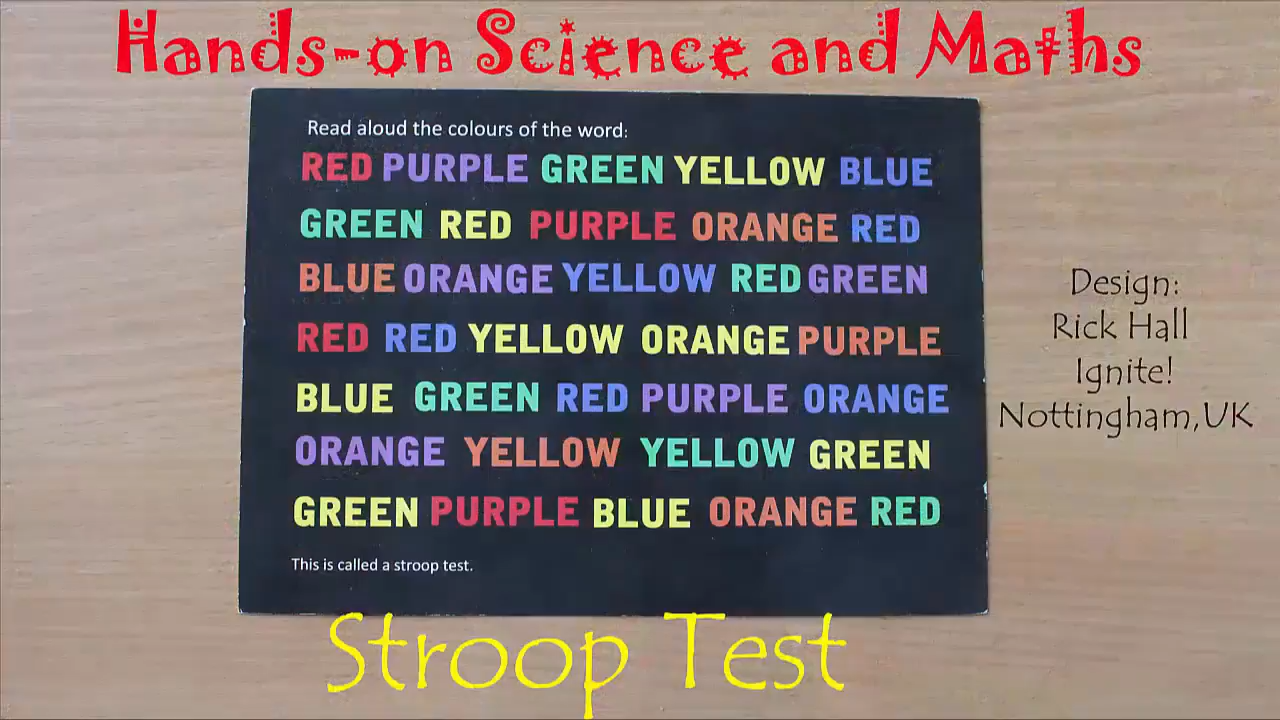 Hands-on Science and Maths
Read aloud the colours of the word:
RED PURPLE GREEN YELLOW BLUE
GREEN RED PURPLE ORANGE RED
BLUE ORANGE YELLOW RED GREEN
RED RED YELLOW ORANGE PURPLE
BLUE GREEN RED PURPLE ORANGE
ORANGE YELLOW YELLOW GREEN
GREEN PURPLE BLUE ORANGE RED
This is called a stroop test.
Design:
Rick Hall
Ignite!
Nottingham,UK
Stroop Test